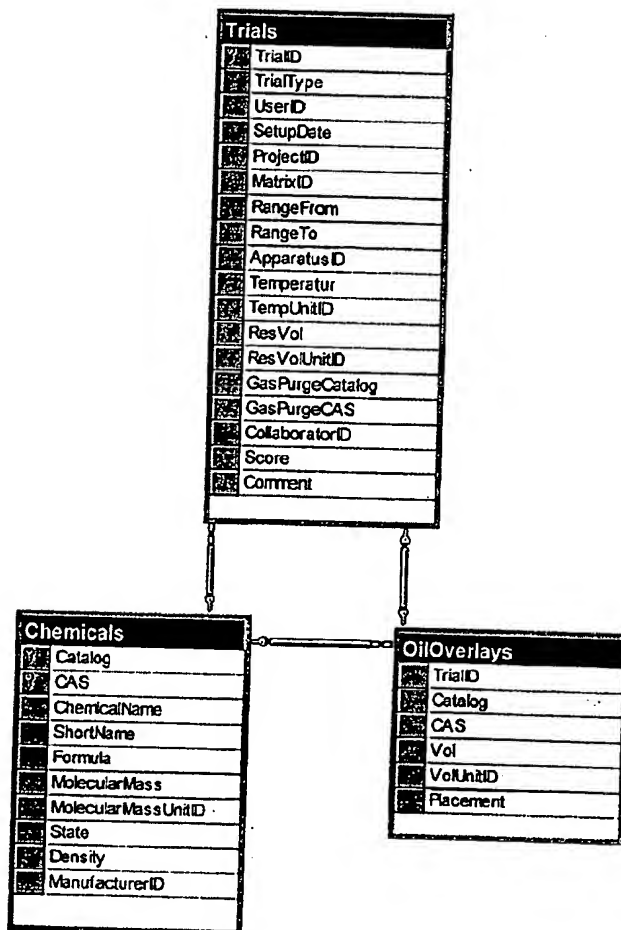 Trials
TrialID
TrialType
UserID
SetupDate
ProjectID
MatrixID
RangeFrom
RangeTo
ApparatusID
Temperatur
TempUnitID
ResVol
ResVolUnitID
GasPurgeCatalog
GasPurgeCAS
CollaboratorID
Score
Comment
Chemicals
Catalog
CAS
ChemicalName
ShortName
Formula
MolecularMass
MolecularMassUnitID
State
Density
ManufacturerID
OilOverlays
TrialID
Catalog
CAS
Vol
VolUnitID
Placement